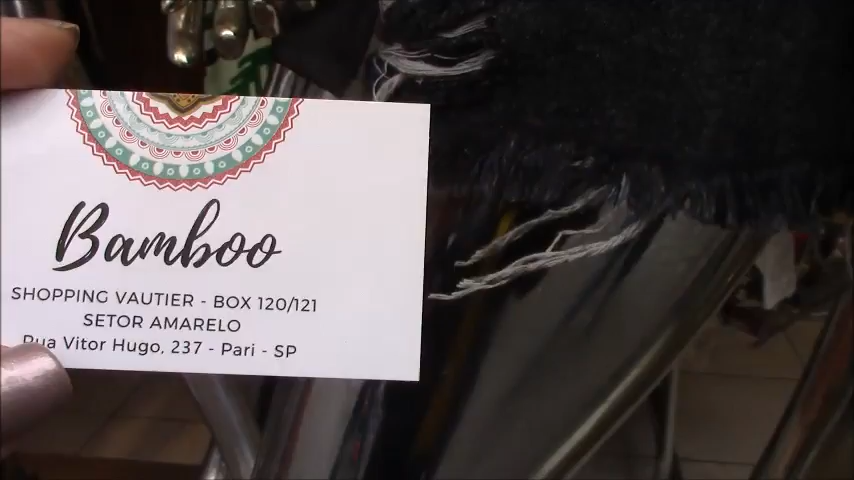 Bamboo
SHOPPING VAUTIER - BOX 120/121
SETOR AMARELO
Rua Vitor Hugo, 237 - Pari - SP